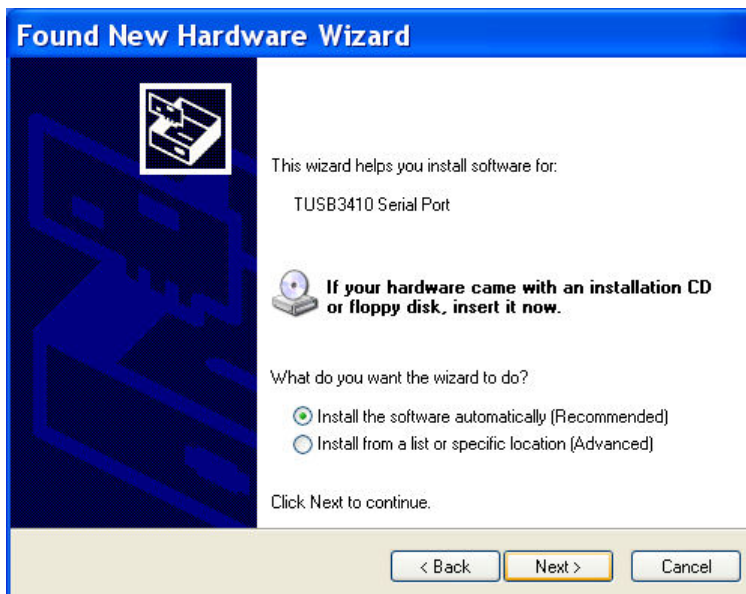 Found New Hardware Wizard
This wizard helps you install software for:
TUSB3410 Serial Port
If your hardware came with an installation CD
or floppy disk, insert it now.
What do you want the wizard to do?
Install the software automatically (Recommended)
Install from a list or specific location (Advanced)
Click Next to continue.
< Back Next > Cancel